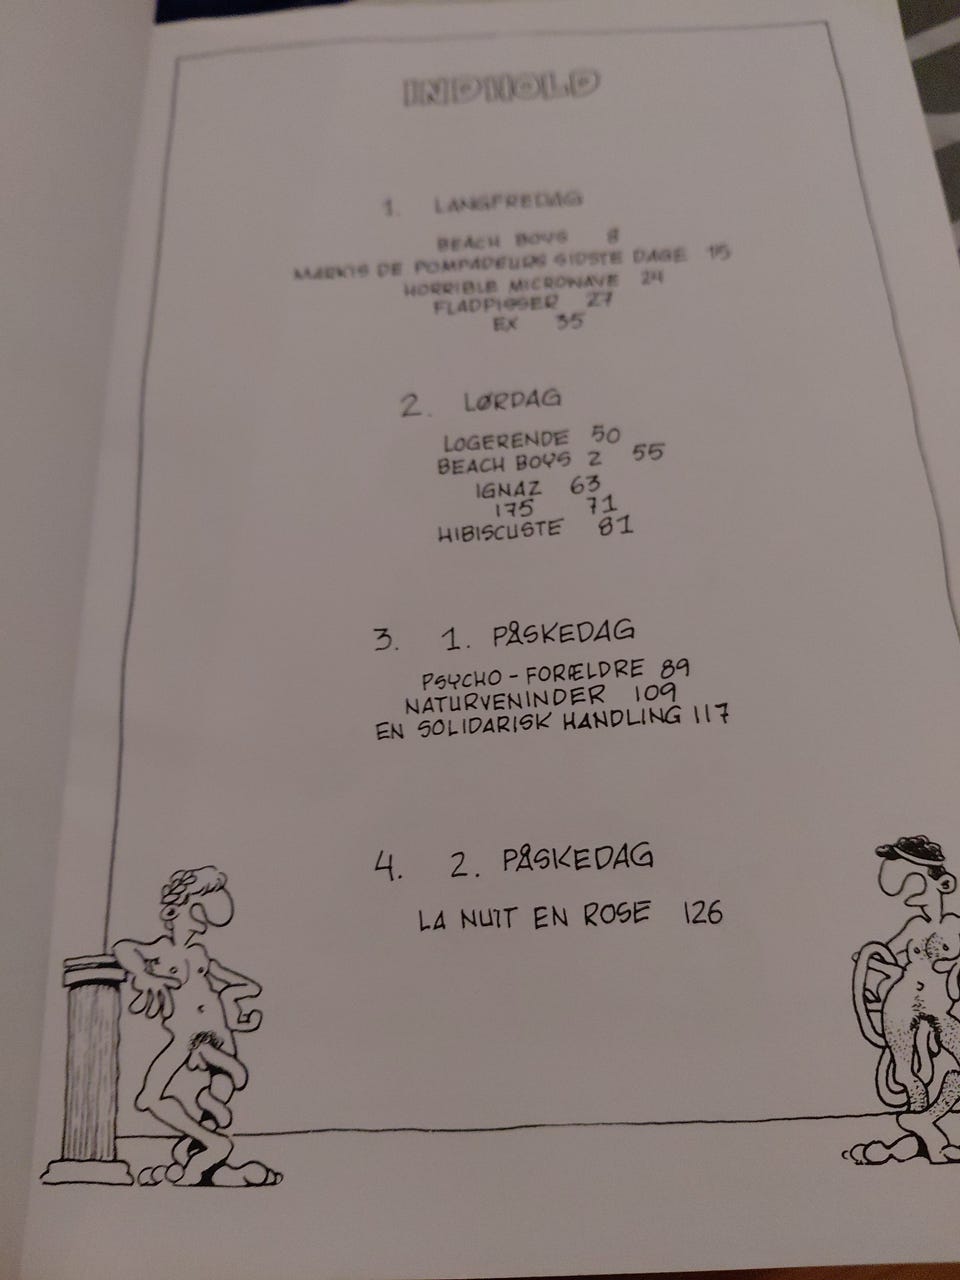 INDHOLD
1. LANGFREDAG
BEACH BOYS 8
MARKIS DE POMPADEURS SIDSTE DAGE 15
HORRIBLE MICROWAVE 24
FLADPISSER 27
EX 35
2. LØRDAG
LOGERENDE 50
BEACH BOYS 2 55
IGNAZ 63
175 71
HIBISCUSTE 81
3. 1. PÅSKEDAG
PSYCHO-FORÆLDRE 89
NATURVENINDER 109
EN SOLIDARISK HANDLING 117
4. 2. PÅSKEDAG
LA NUIT EN ROSE 126